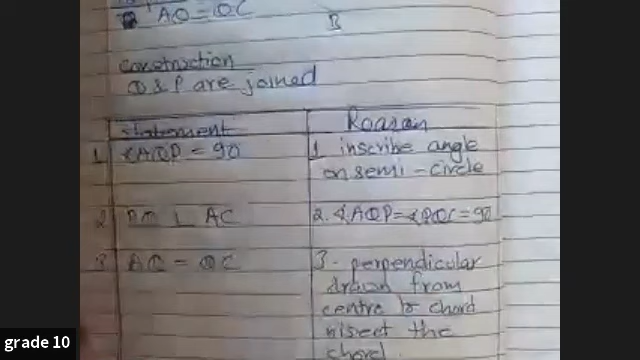 AQ = QC
B
Construction
Q & P are joined
Statement
Reason
1 ∠AQP = 90
1 inscribe angle
on semi-circle
2 PQ ⊥ AC
2. ∠AQP = ∠PQC = 90
3 AQ = QC
3- perpendicular
drawn from
centre to chord
bisect the
chord
grade 10